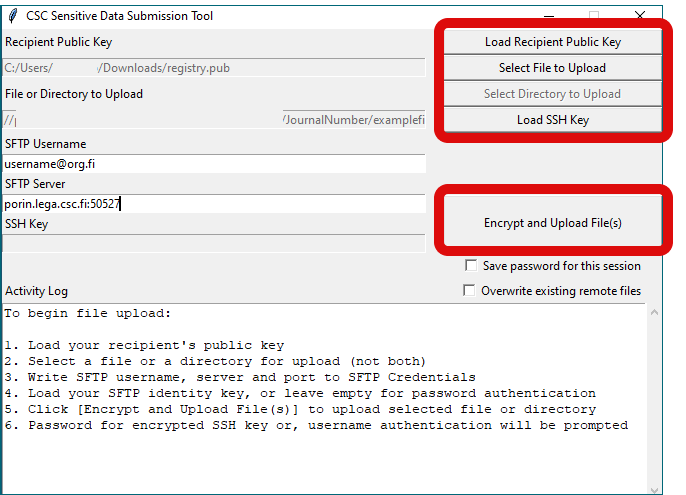 CSC Sensitive Data Submission Tool
Recipient Public Key
Load Recipient Public Key
C:/Users/ /Downloads/registry.pub
Select File to Upload
File or Directory to Upload
Select Directory to Upload
// /JournalNumber/examplefi
Load SSH Key
SFTP Username
username@org.fi
SFTP Server
porin.lega.csc.fi:50527
SSH Key
Encrypt and Upload File(s)
Save password for this session
Activity Log
Overwrite existing remote files
To begin file upload:
1. Load your recipient's public key
2. Select a file or a directory for upload (not both)
3. Write SFTP username, server and port to SFTP Credentials
4. Load your SFTP identity key, or leave empty for password authentication
5. Click [Encrypt and Upload File(s)] to upload selected file or directory
6. Password for encrypted SSH key or, username authentication will be prompted